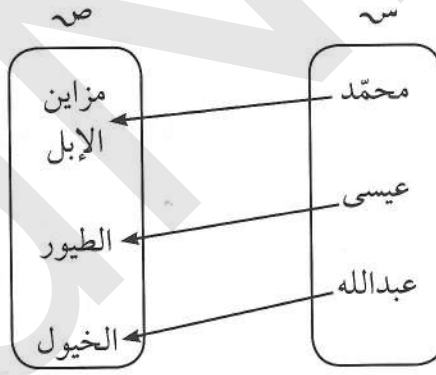 س
ص
محمّد
عيسى
عبدالله
مزاين
الإبل
الطيور
الخيول